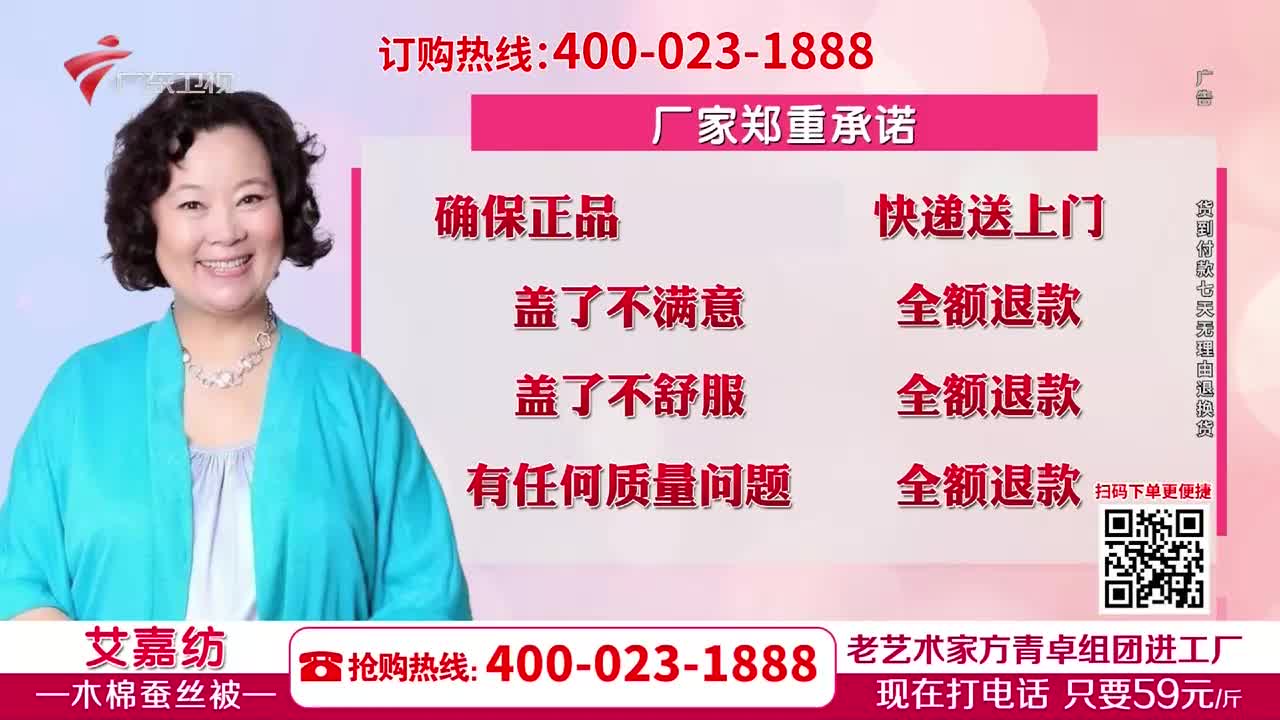 广东卫视
订购热线:400-023-1888
广告
厂家郑重承诺
确保正品 快递送上门
盖了不满意 全额退款
盖了不舒服 全额退款
有任何质量问题 全额退款
货到付款七天无理由退换货
扫码下单更便捷
艾嘉纺
木棉蚕丝被
抢购热线: 400-023-1888
老艺术家方青卓组团进工厂
现在打电话 只要59元/斤